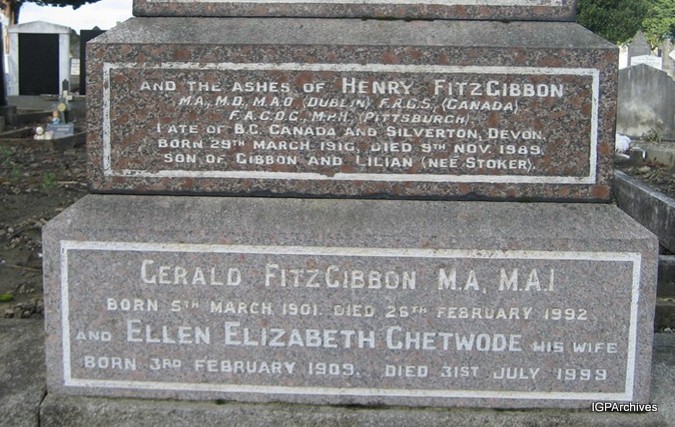 AND THE ASHES OF HENRY FITZGIBBON
M.A., M.D., M.A.O (DUBLIN) F.R.C.S. (CANADA)
F.A.C.O.G., M.P.H. (PITTSBURGH).
LATE OF B.C. CANADA AND SILVERTON, DEVON.
BORN 29TH MARCH 1916, DIED 9TH NOV. 1989.
SON OF GIBBON AND LILIAN (NEE STOKER).
GERALD FITZGIBBON M.A., M.A.I
BORN 5TH MARCH 1901. DIED 26TH FEBRUARY 1992
AND ELLEN ELIZABETH CHETWODE HIS WIFE
BORN 3RD FEBRUARY 1909. DIED 31ST JULY 1999
IGPArchives